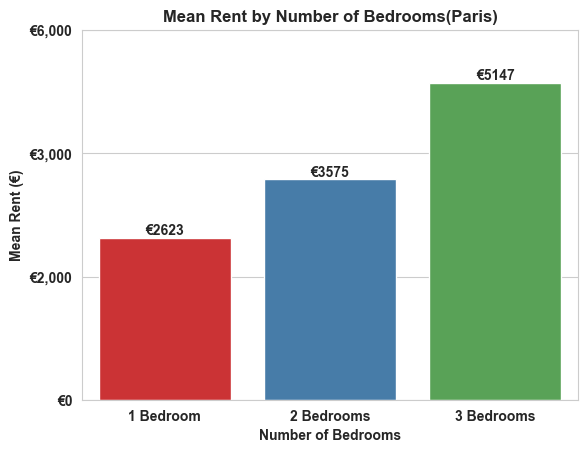 Mean Rent by Number of Bedrooms(Paris)
€6,000
€5147
€3,000
€3575
€2623
€2,000
€0
Mean Rent (€)
1 Bedroom
2 Bedrooms
3 Bedrooms
Number of Bedrooms